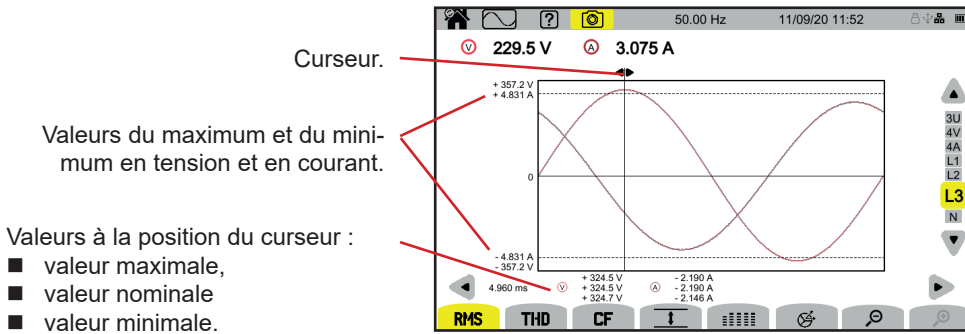 50.00 Hz 11/09/20 11:52
?
V 229.5 V A 3.075 A
Curseur.
+ 357.2 V
+ 4.831 A
Valeurs du maximum et du mini-
mum en tension et en courant.
3U
4V
4A
L1
L2
L3
N
0
- 4.831 A
- 357.2 V
Valeurs à la position du curseur :
■ valeur maximale,
■ valeur nominale
■ valeur minimale.
4.960 ms
V
+ 324.5 V
+ 324.5 V
+ 324.7 V
A
- 2.190 A
- 2.190 A
- 2.146 A
RMS THD CF